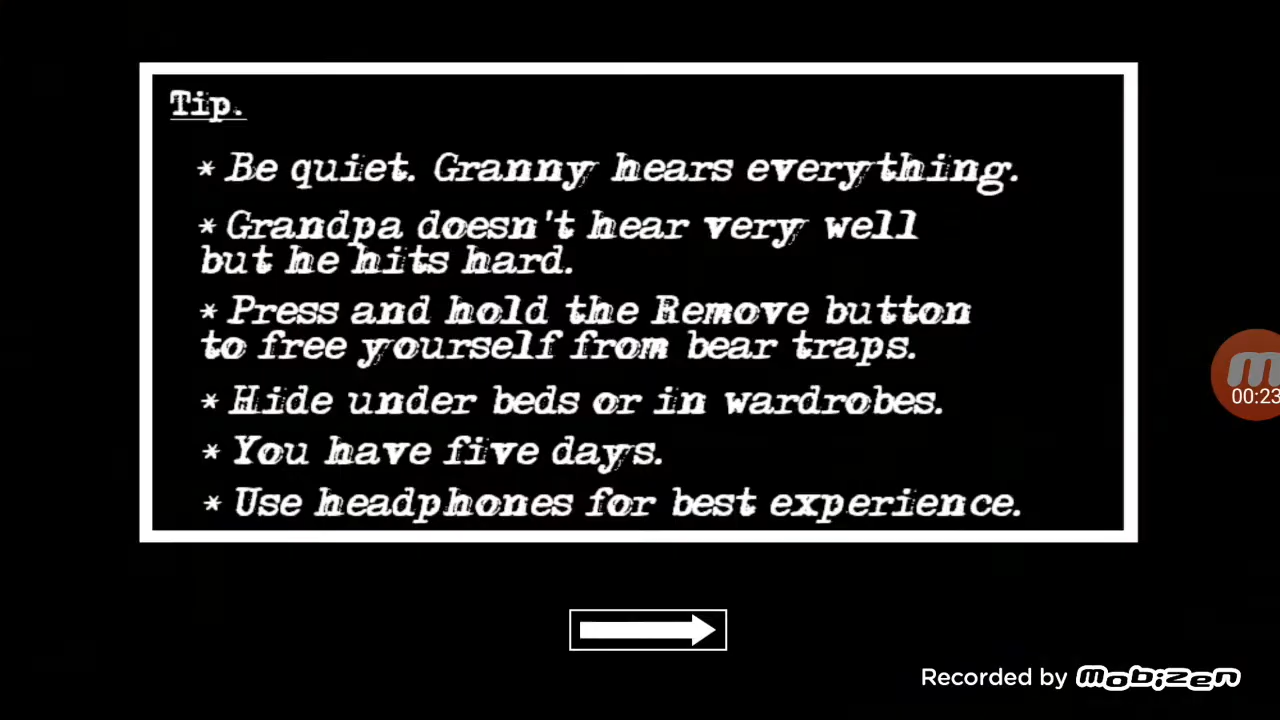 Tip.
* Be quiet. Granny hears everything.
* Grandpa doesn't hear very well
but he hits hard.
* Press and hold the Remove button
to free yourself from bear traps.
* Hide under beds or in wardrobes.
* You have five days.
* Use headphones for best experience.
00:23
Recorded by mobizen